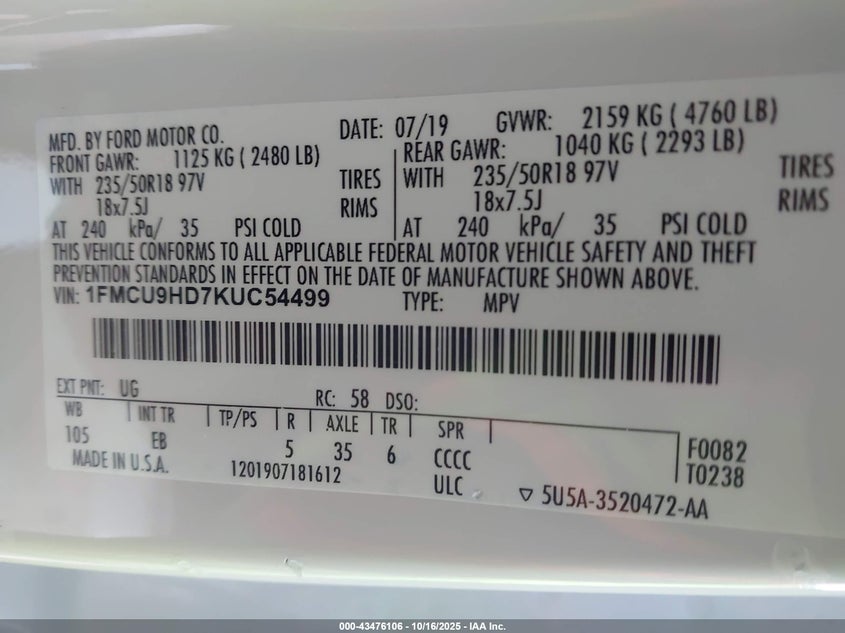 MFD. BY FORD MOTOR CO. DATE: 07/19 GVWR: 2159 KG ( 4760 LB)
FRONT GAWR: 1125 KG ( 2480 LB) REAR GAWR: 1040 KG ( 2293 LB)
WITH 235/50R18 97V TIRES WITH 235/50R18 97V TIRES
18x7.5J RIMS 18x7.5J RIMS
AT 240 kPa/ 35 PSI COLD AT 240 kPa/ 35 PSI COLD
THIS VEHICLE CONFORMS TO ALL APPLICABLE FEDERAL MOTOR VEHICLE SAFETY AND THEFT
PREVENTION STANDARDS IN EFFECT ON THE DATE OF MANUFACTURE SHOWN ABOVE.
VIN: 1FMCU9HD7KUC54499 TYPE: MPV
EXT PNT: UG RC: 58 DSO:
WB INT TR TP/PS R AXLE TR SPR
105 EB 5 35 6 CCCC F0082
MADE IN U.S.A. 1201907181612 ULC T0238
5U5A-3520472-AA
000-43476106 - 10/16/2025 - IAA Inc.